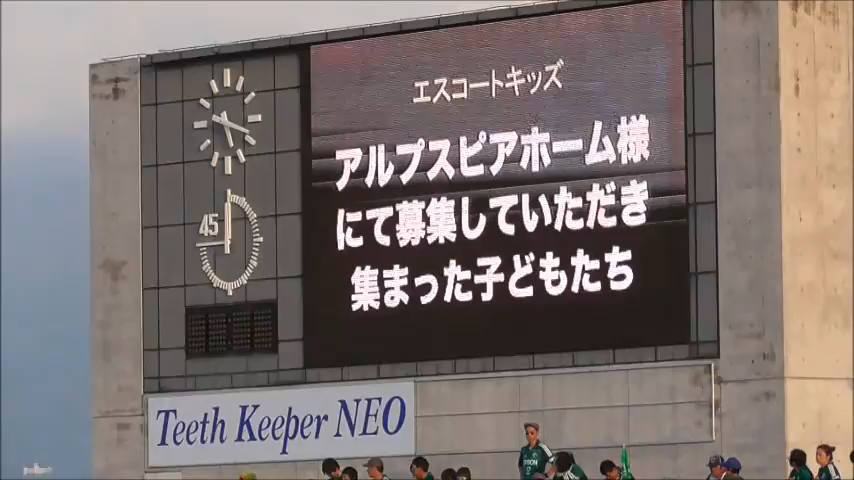 エスコートキッズ
アルプスピアホーム様
にて募集していただき
集まった子どもたち
45
Teeth Keeper NEO